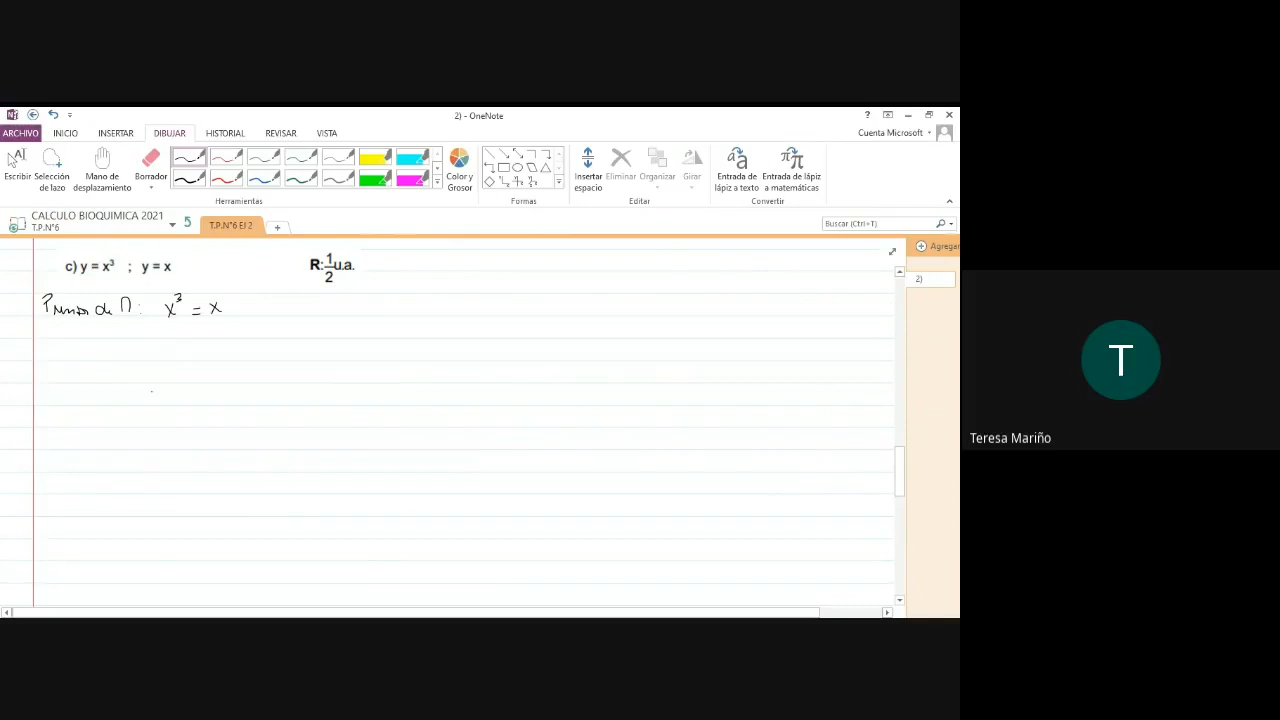 2) - OneNote
?
ARCHIVO INICIO INSERTAR DIBUJAR HISTORIAL REVISAR VISTA
Cuenta Microsoft
Escribir
Selección de lazo
Mano de desplazamiento
Borrador
Color y Grosor
Insertar espacio
Eliminar
Organizar
Girar
Entrada de lápiz a texto
Entrada de lápiz a matemáticas
Herramientas
Formas
Editar
Convertir
CALCULO BIOQUIMICA 2021
T.P.N°6
T.P.N°6 EJ 2
Buscar (Ctrl+T)
Agregar
2)
c) y = x³ ; y = x
R: 1/2 u.a.
de ∩: x³ = x
T
Teresa Mariño